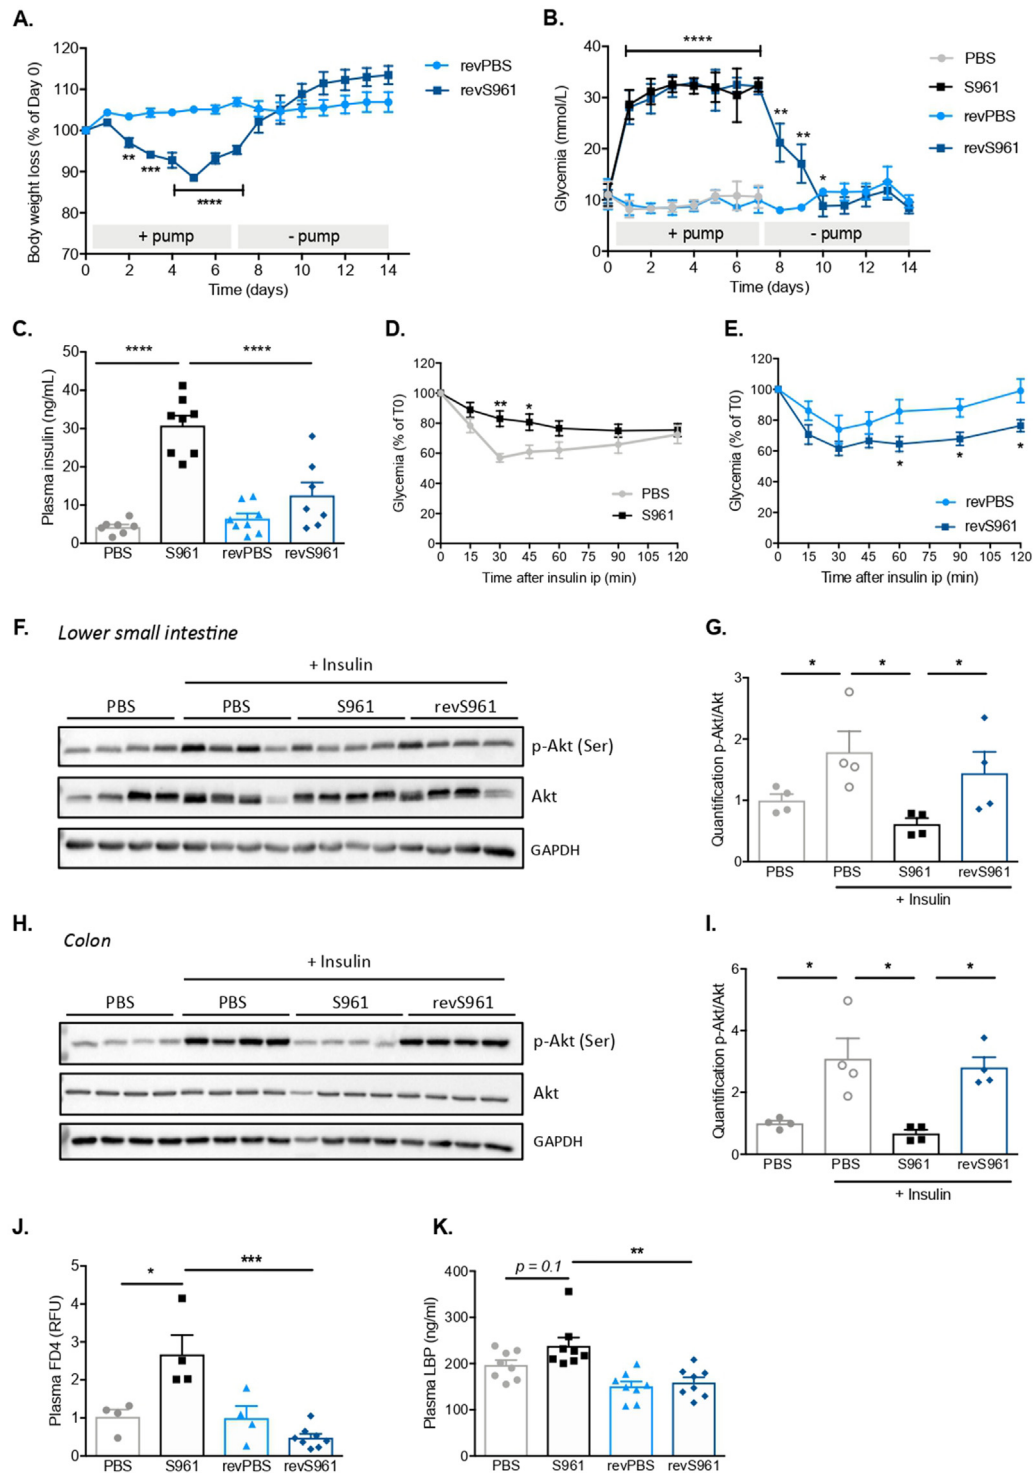 A.
Body weight loss (% of Day 0)
120
110
100
90
80
70
** *** ****
+ pump - pump
0 2 4 6 8 10 12 14
Time (days)
revPBS
revS961
B.
Glycemia (mmol/L)
40
30
20
10
0
****
** ** *
+ pump - pump
0 2 4 6 8 10 12 14
Time (days)
PBS
S961
revPBS
revS961
C.
Plasma insulin (ng/mL)
50
40
30
20
10
0
**** ****
PBS S961 revPBS revS961
D.
Glycemia (% of T0)
120
100
80
60
40
20
0
** *
PBS
S961
0 15 30 45 60 75 90 105 120
Time after insulin ip (min)
E.
Glycemia (% of T0)
120
100
80
60
40
20
0
* * *
revPBS
revS961
0 15 30 45 60 75 90 105 120
Time after insulin ip (min)
F.
Lower small intestine
+ Insulin
PBS PBS S961 revS961
p-Akt (Ser)
Akt
GAPDH
G.
Quantification p-Akt/Akt
3
2
1
0
* * *
PBS PBS S961 revS961
+ Insulin
H.
Colon
+ Insulin
PBS PBS S961 revS961
p-Akt (Ser)
Akt
GAPDH
I.
Quantification p-Akt/Akt
6
4
2
0
* * *
PBS PBS S961 revS961
+ Insulin
J.
Plasma FD4 (RFU)
5
4
3
2
1
0
* ***
PBS S961 revPBS revS961
K.
Plasma LBP (ng/ml)
400
300
200
100
0
p = 0.1 **
PBS S961 revPBS revS961